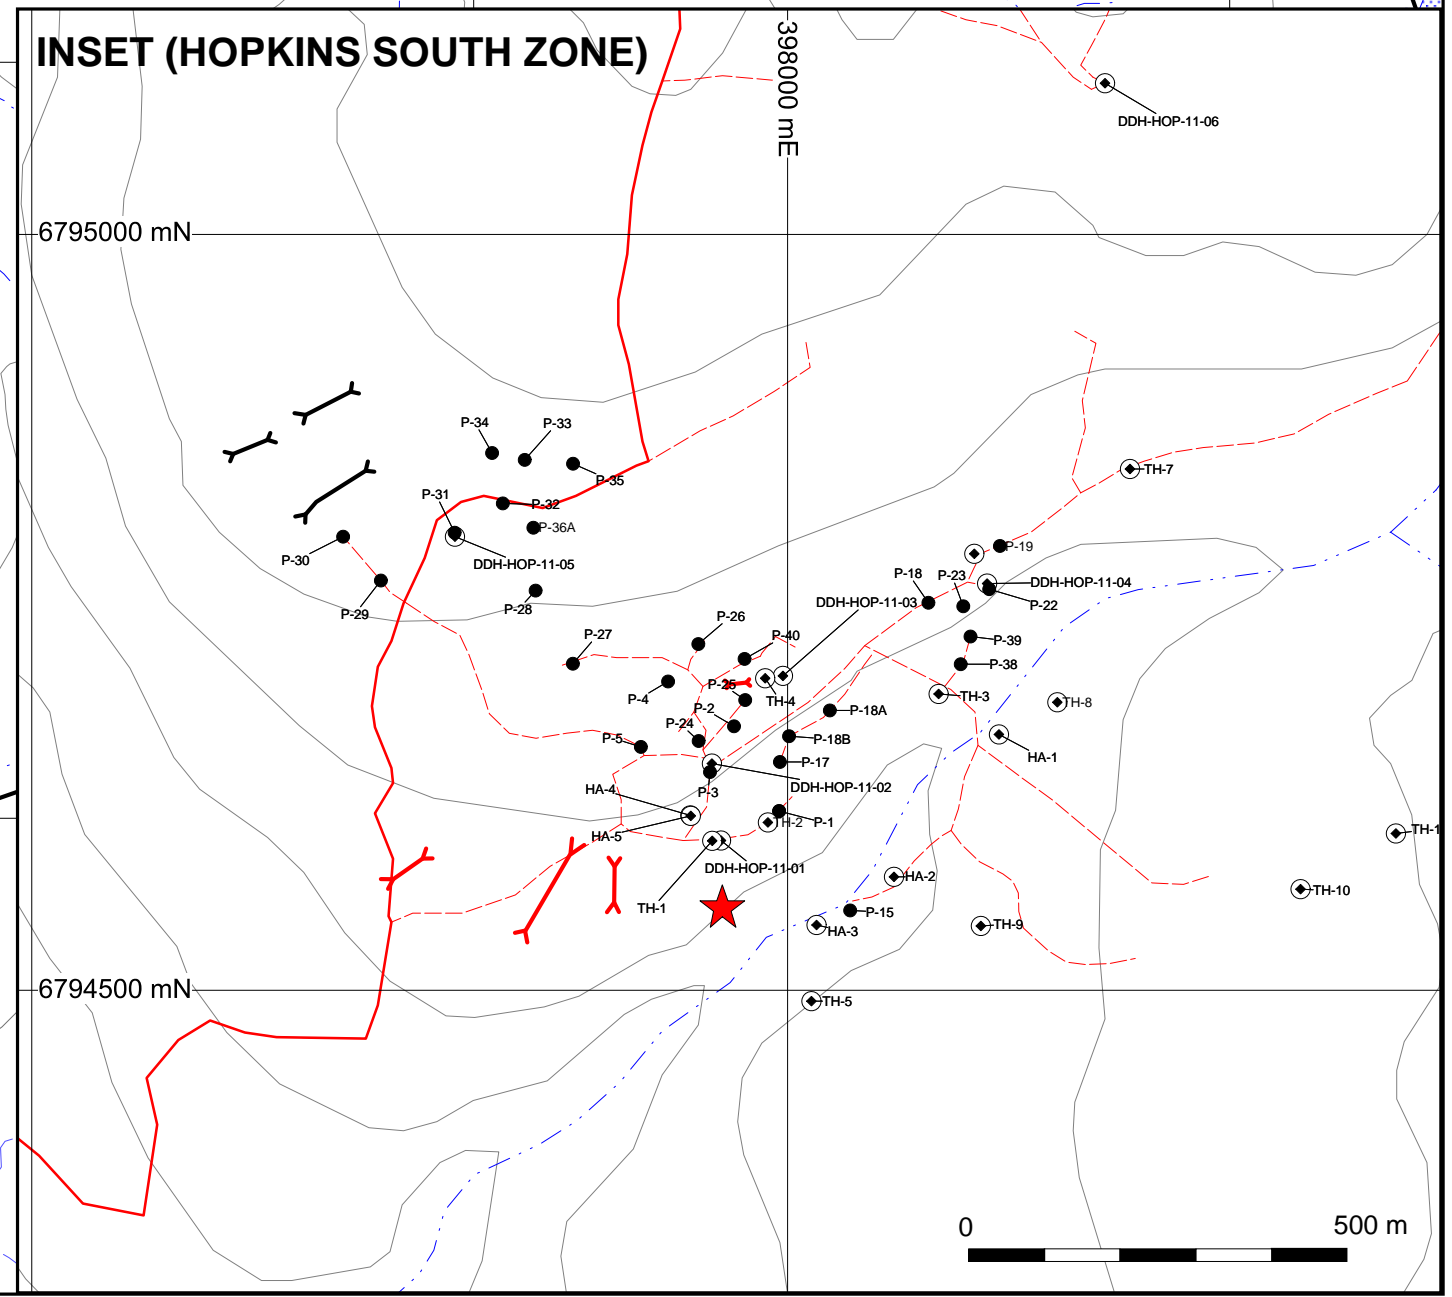 INSET (HOPKINS SOUTH ZONE)
398000 mE
DDH-HOP-11-06
6795000 mN
P-34
P-33
P-35
TH-7
P-31
P-32
P-36A
P-19
P-30
DDH-HOP-11-05
P-18
P-23
DDH-HOP-11-04
P-29
P-28
DDH-HOP-11-03
P-22
P-26
P-27
P-40
P-39
P-38
P-4
P-25
TH-4
TH-3
TH-8
P-2
P-18A
P-24
P-5
P-18B
P-17
HA-1
HA-4
P-3
DDH-HOP-11-02
HA-5
TH-2
P-1
TH-1
DDH-HOP-11-01
HA-2
TH-10
TH-1
P-15
HA-3
TH-9
6794500 mN
TH-5
0
500 m